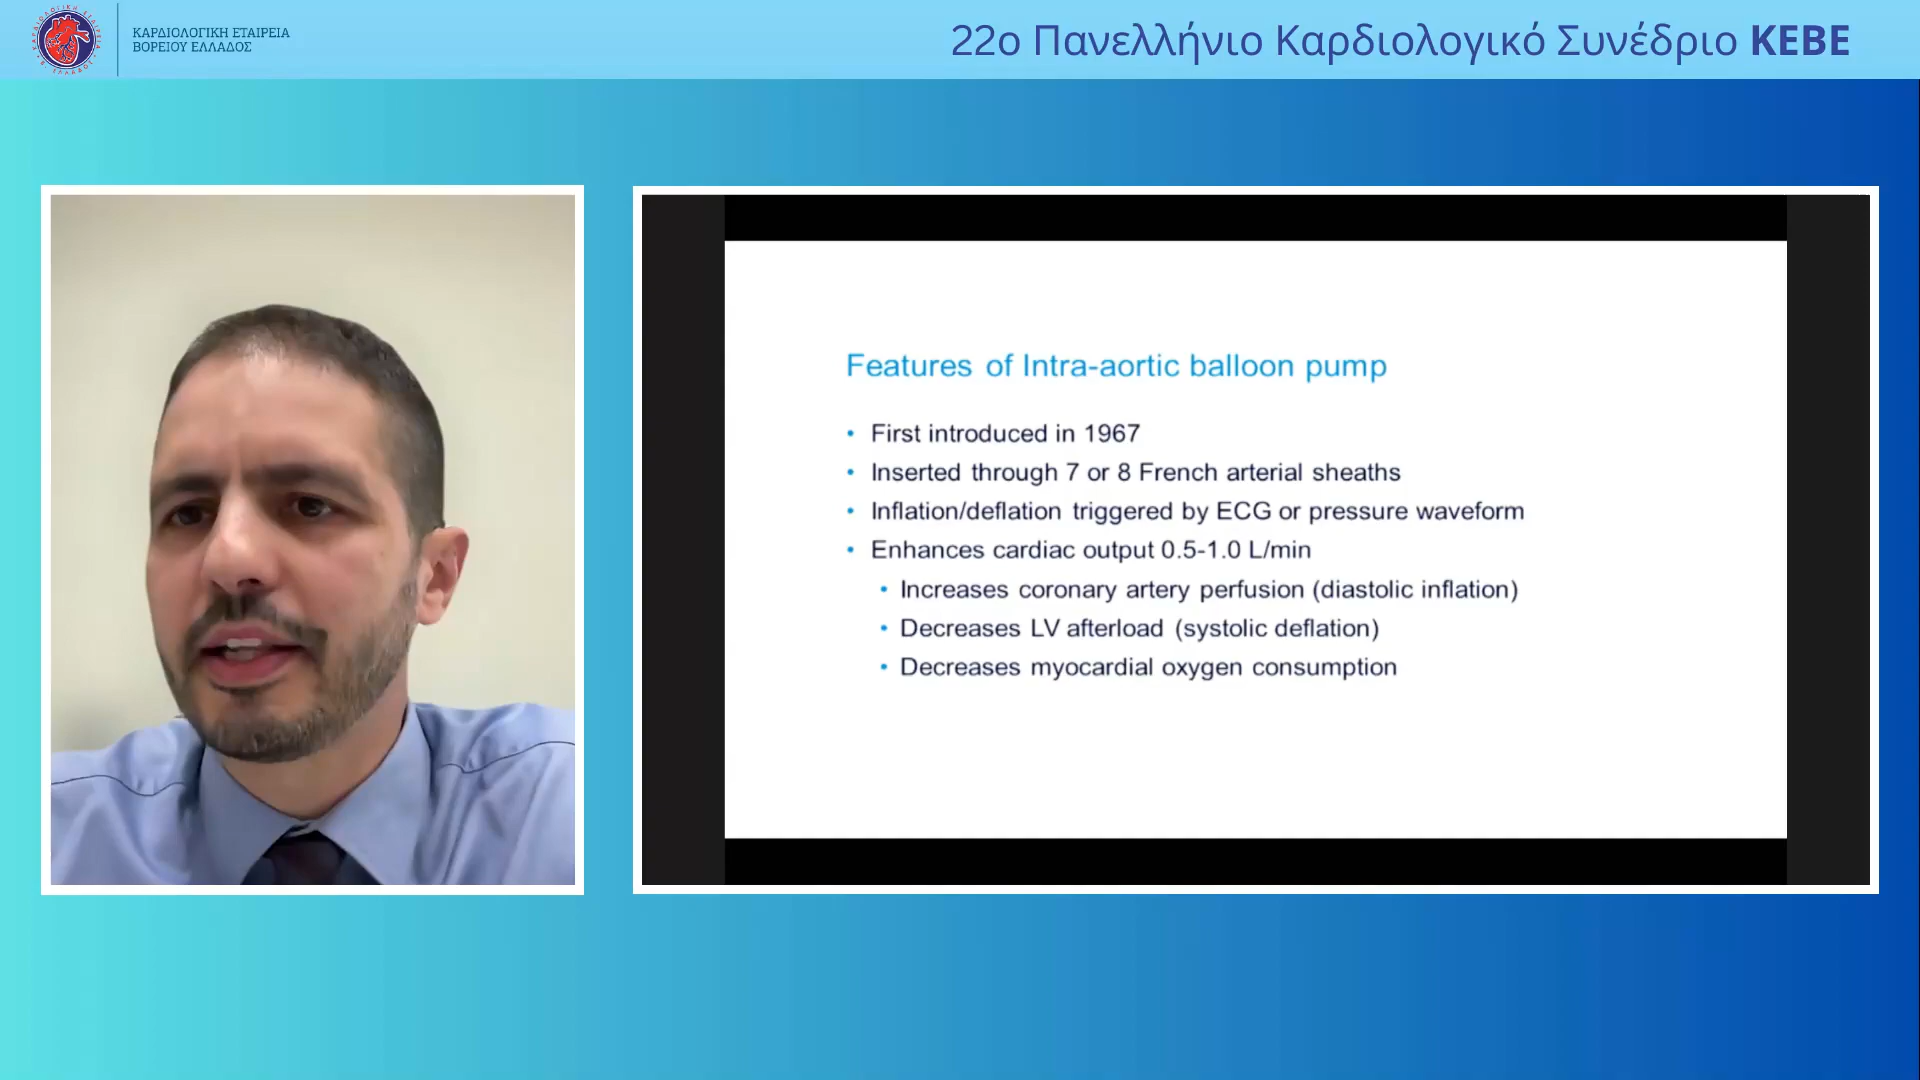 ΚΑΡΔΙΟΛΟΓΙΚΗ ΕΤΑΙΡΕΙΑ
ΒΟΡΕΙΟΥ ΕΛΛΑΔΟΣ
22ο Πανελλήνιο Καρδιολογικό Συνέδριο ΚΕΒΕ
Features of Intra-aortic balloon pump
• First introduced in 1967
• Inserted through 7 or 8 French arterial sheaths
• Inflation/deflation triggered by ECG or pressure waveform
• Enhances cardiac output 0.5-1.0 L/min
• Increases coronary artery perfusion (diastolic inflation)
• Decreases LV afterload (systolic deflation)
• Decreases myocardial oxygen consumption